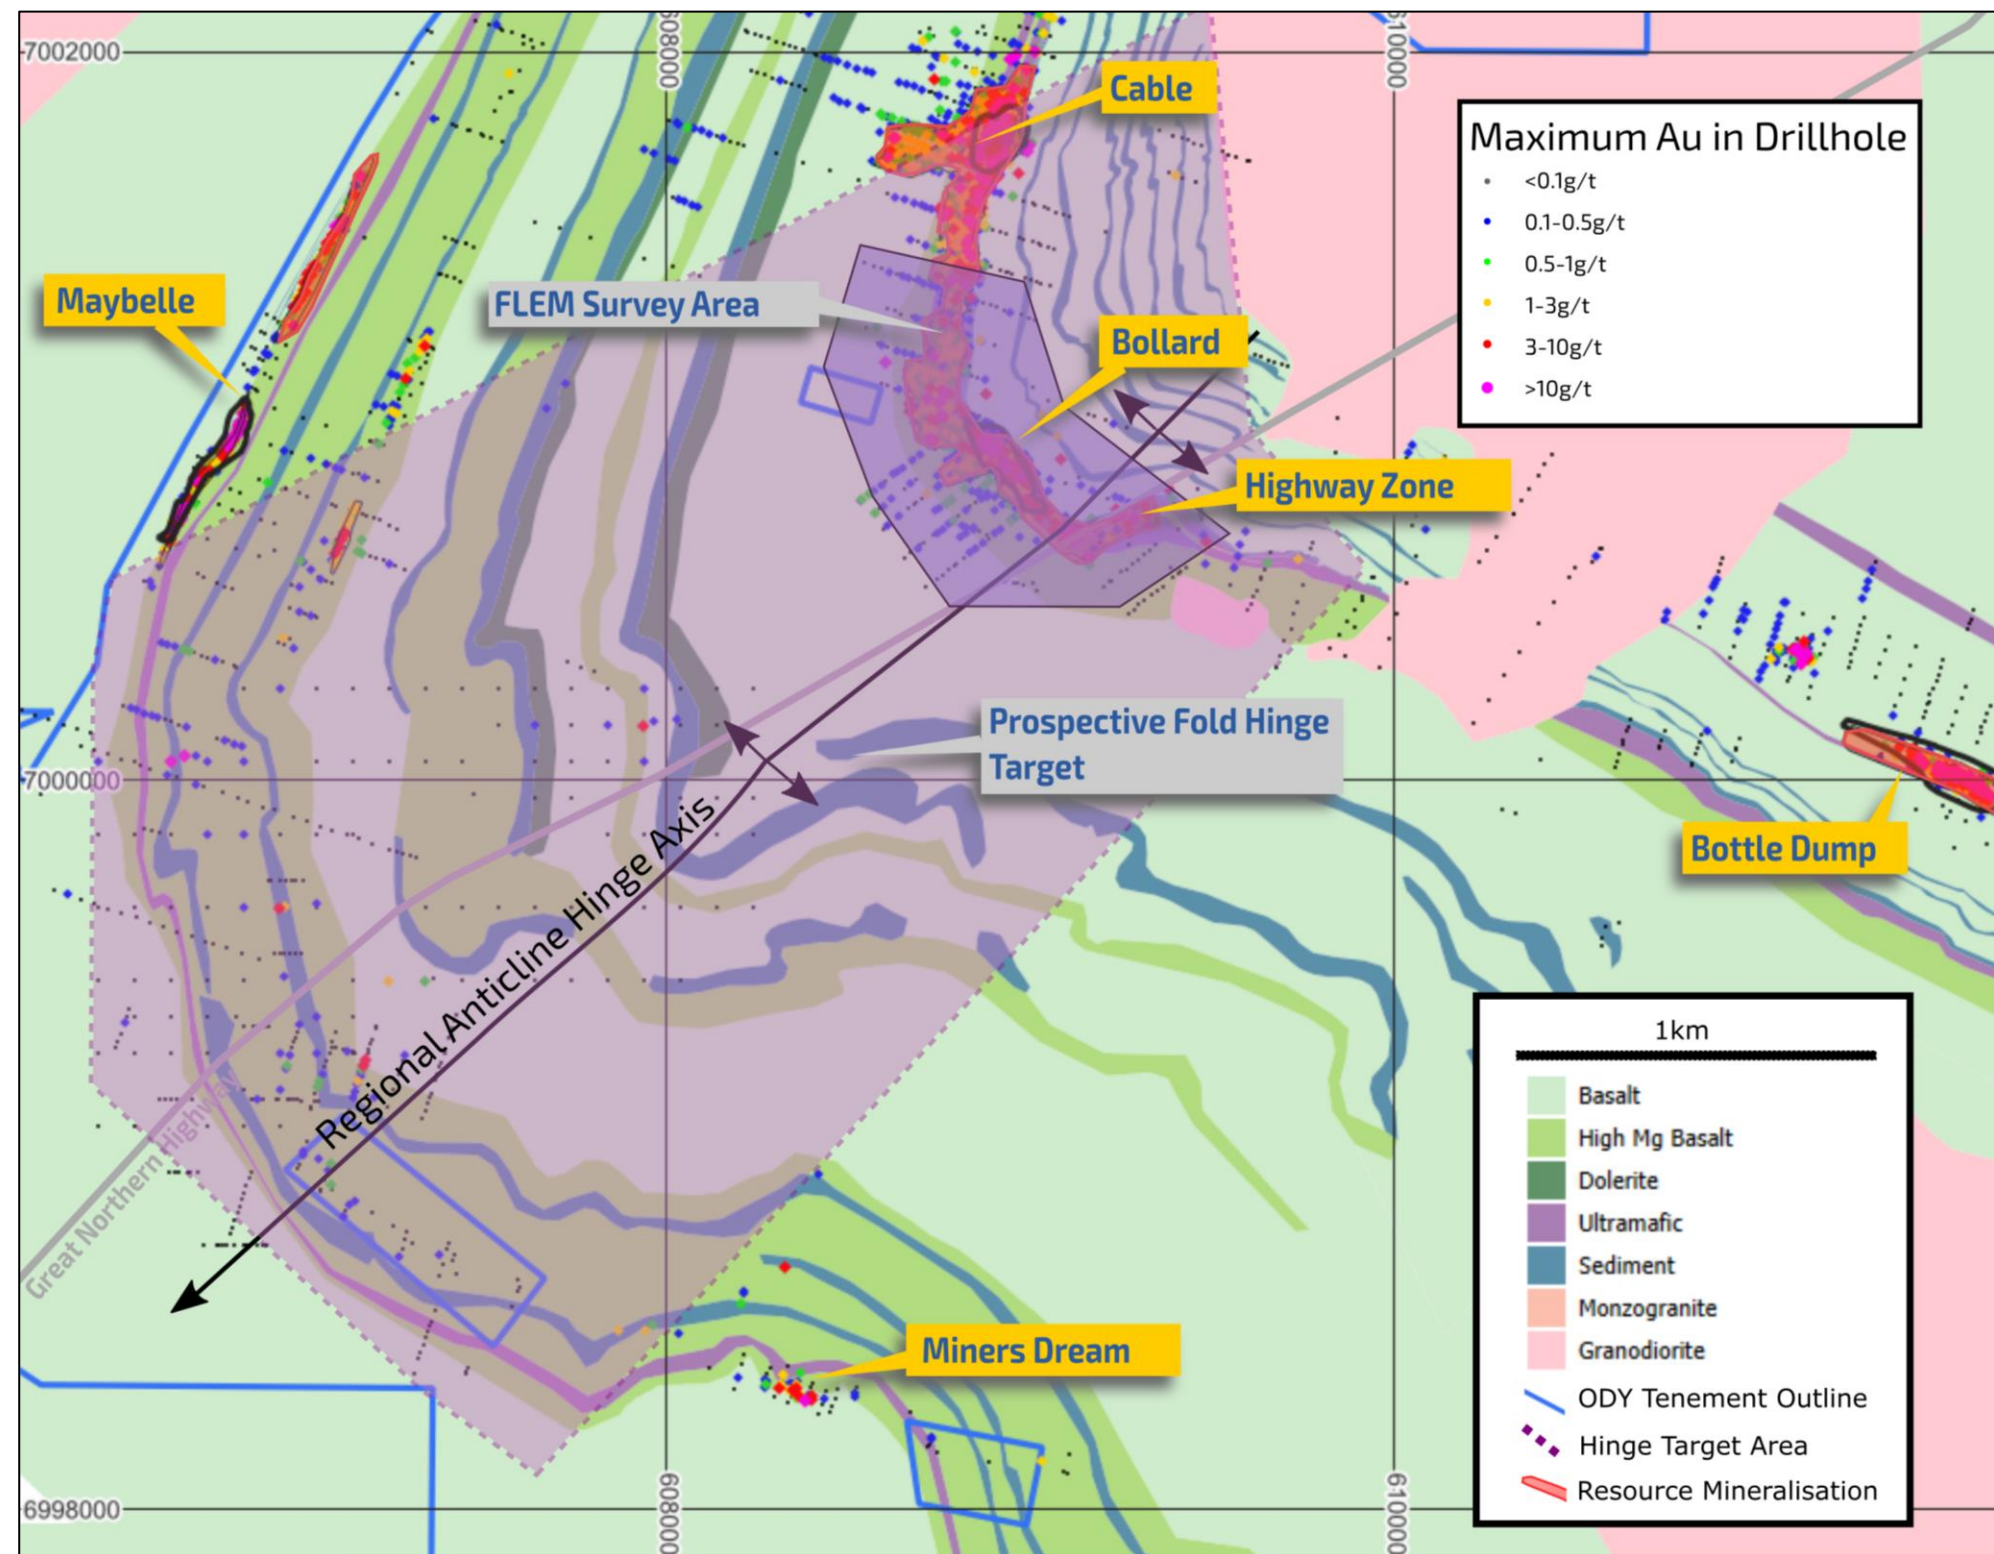 7002000
608000
610000
Cable
Maximum Au in Drillhole
<0.1g/t
0.1-0.5g/t
0.5-1g/t
1-3g/t
3-10g/t
>10g/t
Maybelle
FLEM Survey Area
Bollard
Highway Zone
Prospective Fold Hinge
Target
7000000
Bottle Dump
Regional Anticline Hinge Axis
Great Northern Highway
1km
Basalt
High Mg Basalt
Dolerite
Ultramafic
Sediment
Monzogranite
Granodiorite
ODY Tenement Outline
Hinge Target Area
Resource Mineralisation
Miners Dream
6998000
608000
610000